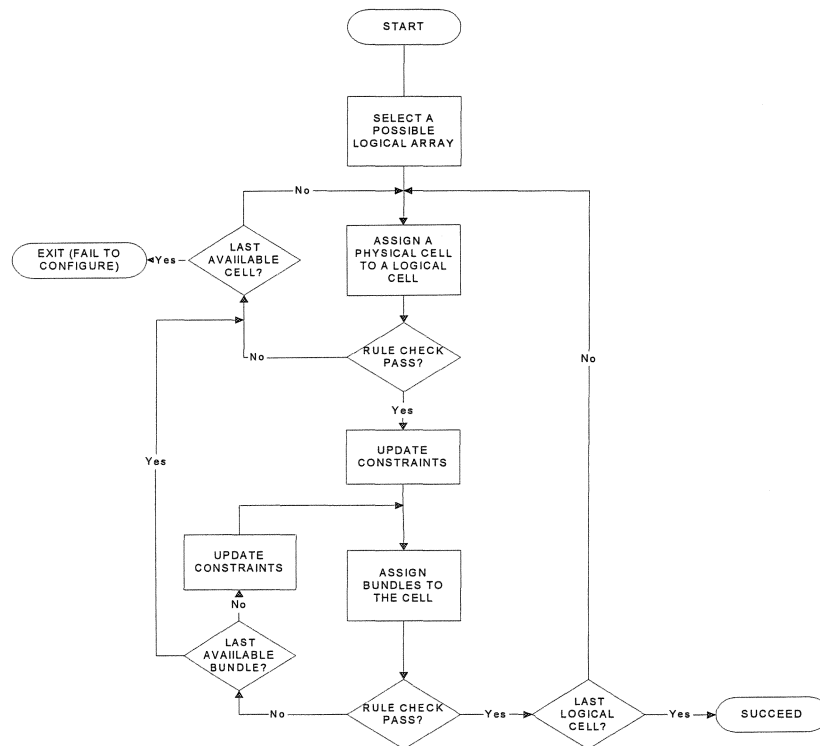 START
SELECT A
POSSIBLE
LOGICAL ARRAY
No
ASSIGN A
PHYSICAL CELL
TO A LOGICAL
CELL
LAST
AVAIILABLE
CELL?
Yes
EXIT (FAIL TO
CONFIGURE)
RULE CHECK
PASS?
No
No
Yes
UPDATE
CONSTRAINTS
Yes
UPDATE
CONSTRAINTS
ASSIGN
BUNDLES TO
THE CELL
No
LAST
AVAIILABLE
BUNDLE?
No
RULE CHECK
PASS?
Yes
LAST
LOGICAL
CELL?
Yes
SUCCEED